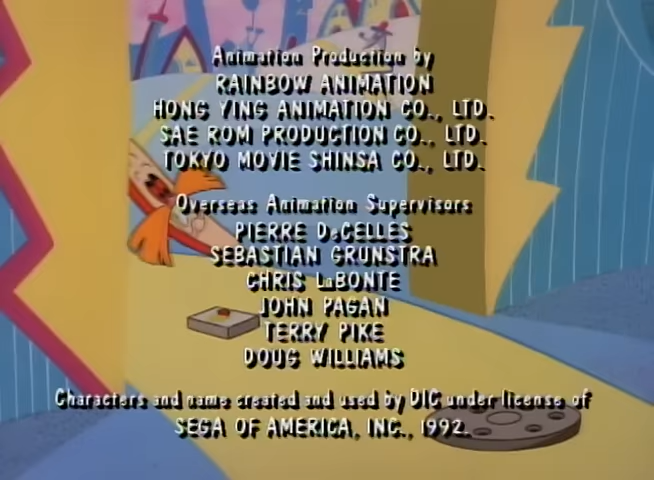 Animation Production by
RAINBOW ANIMATION
HONG YING ANIMATION CO., LTD.
SAE ROM PRODUCTION CO., LTD.
TOKYO MOVIE SHINSA CO., LTD.
Overseas Animation Supervisors
PIERRE DeCELLES
SEBASTIAN GRUNSTRA
CHRIS LaBONTE
JOHN PAGAN
TERRY PIKE
DOUG WILLIAMS
Characters and name created and used by DIC under license of
SEGA OF AMERICA, INC., 1992.